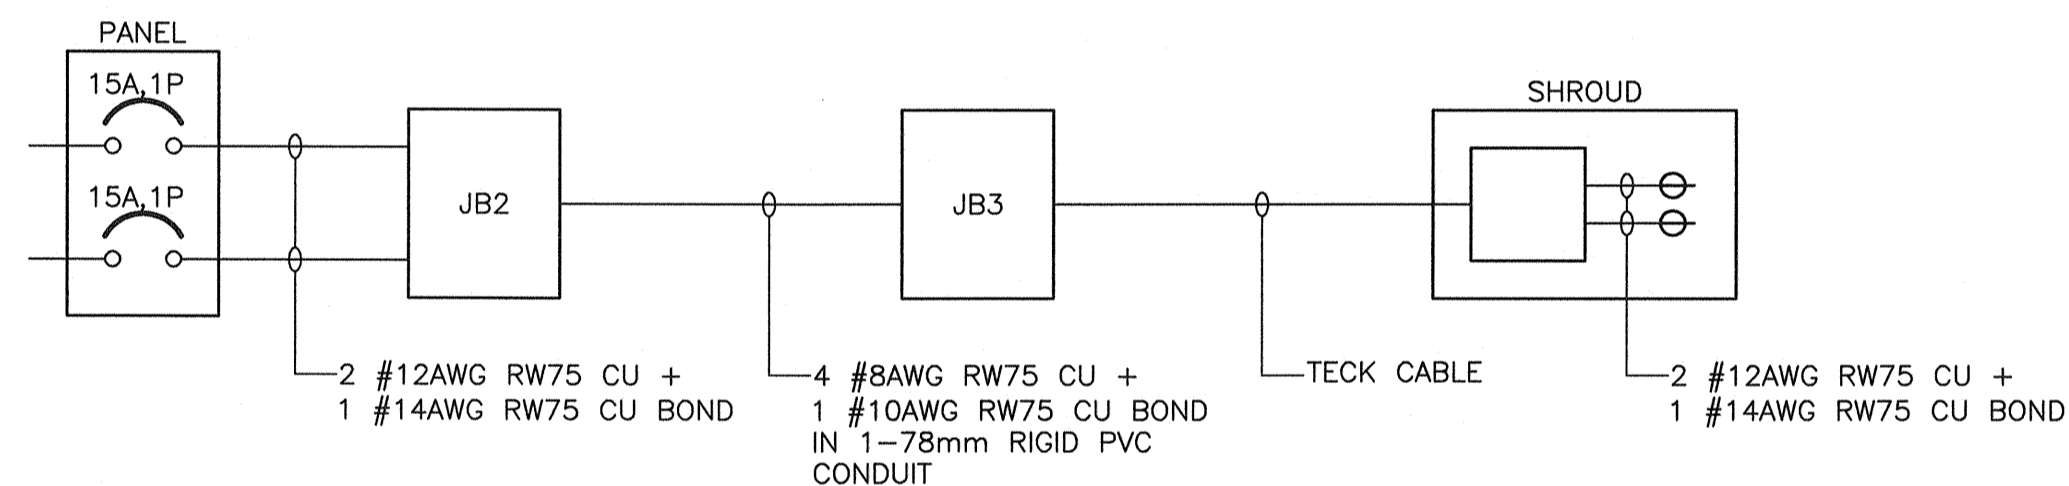 PANEL
15A,1P
15A,1P
JB2
JB3
SHROUD
2 #12AWG RW75 CU +
1 #14AWG RW75 CU BOND
4 #8AWG RW75 CU +
1 #10AWG RW75 CU BOND
IN 1-78mm RIGID PVC
CONDUIT
TECK CABLE
2 #12AWG RW75 CU +
1 #14AWG RW75 CU BOND